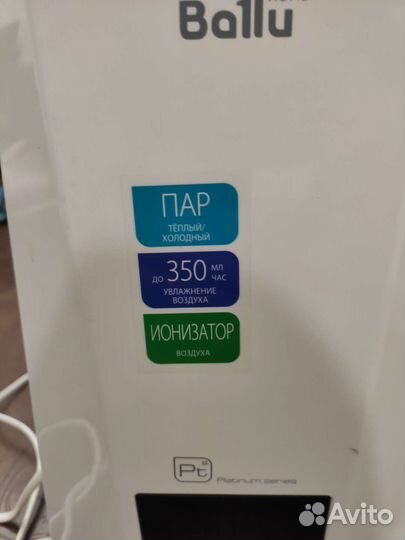 Ballu
ПАР
ТЁПЛЫЙ/
ХОЛОДНЫЙ
ДО 350 МЛ
ЧАС
УВЛАЖНЕНИЕ
ВОЗДУХА
ИОНИЗАТОР
ВОЗДУХА
Pt
Platinum series
Avito